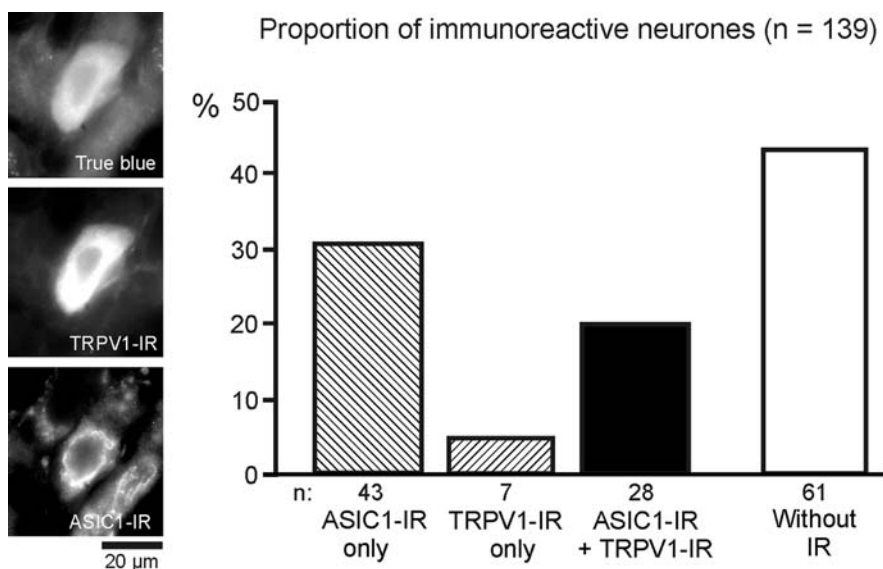 Proportion of immunoreactive neurones (n = 139)
True blue
TRPV1-IR
ASIC1-IR
20 µm
%
50
40
30
20
10
0
n: 43 7 28 61
ASIC1-IR TRPV1-IR ASIC1-IR Without
only only + TRPV1-IR IR